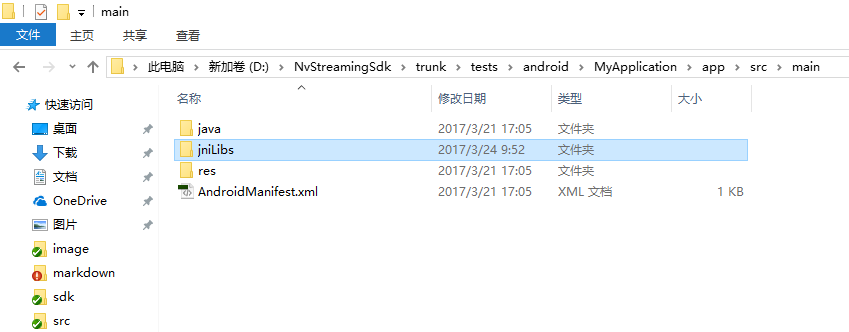 main
文件 主页 共享 查看
此电脑 新加卷 (D:) NvStreamingSdk trunk tests android MyApplication app src main
快速访问
桌面
下载
文档
OneDrive
图片
image
markdown
sdk
src
名称 修改日期 类型 大小
java 2017/3/21 17:05 文件夹
jniLibs 2017/3/24 9:52 文件夹
res 2017/3/21 17:05 文件夹
AndroidManifest.xml 2017/3/21 17:05 XML 文档 1 KB